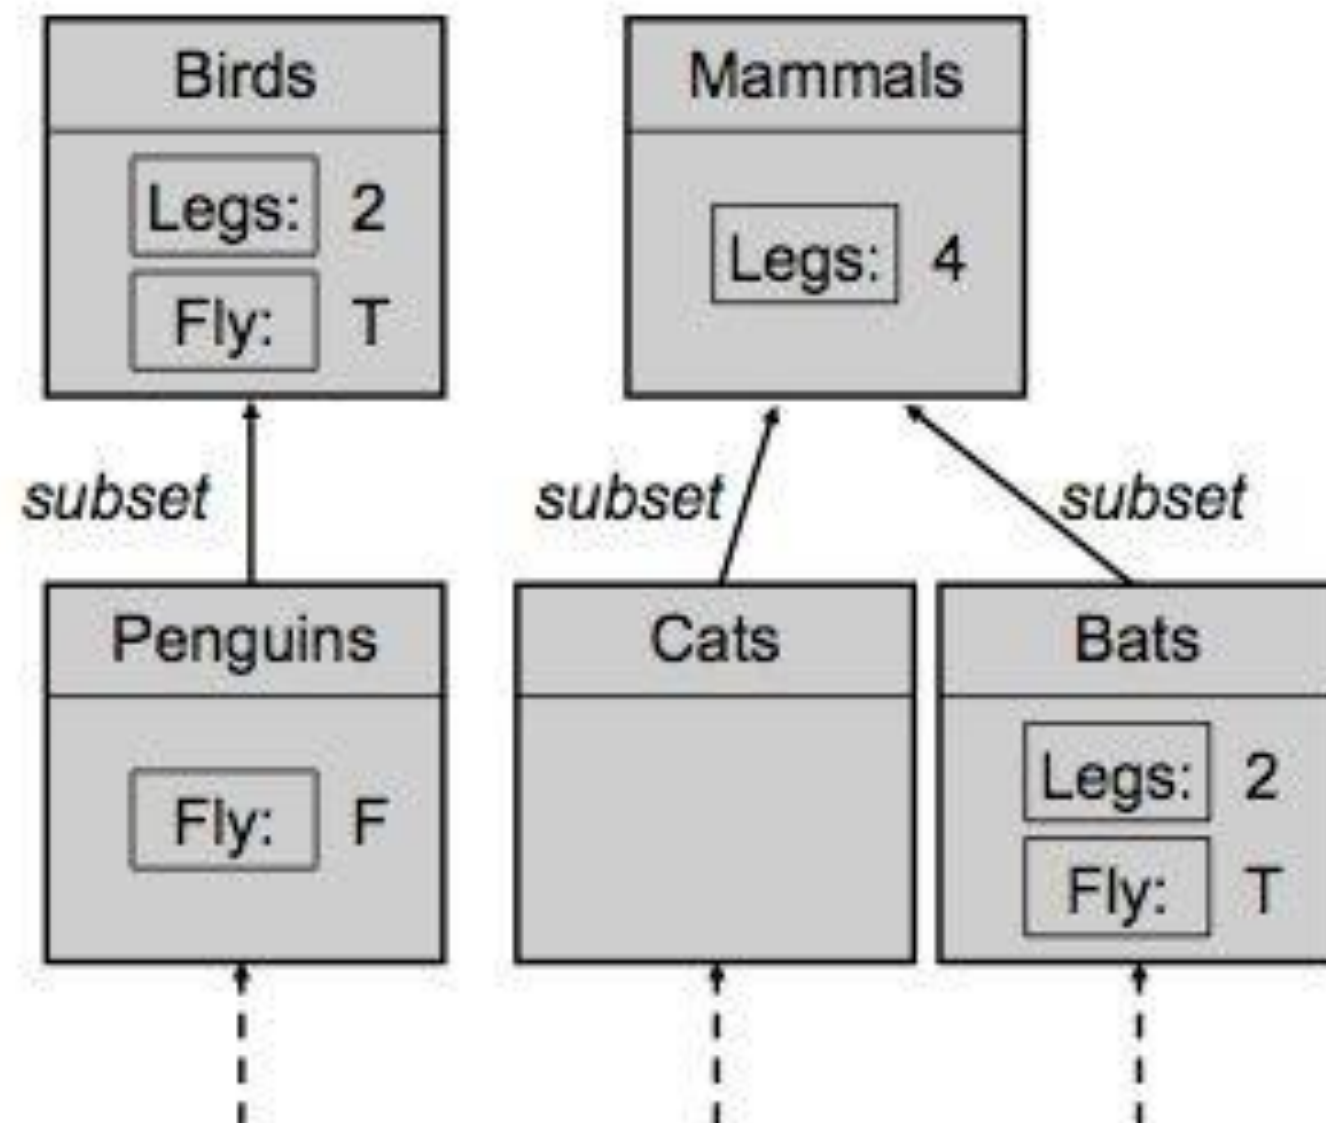 Birds
Mammals
Legs: 2
Fly: T
Legs: 4
subset
subset
subset
Penguins
Cats
Bats
Fly: F
Legs: 2
Fly: T